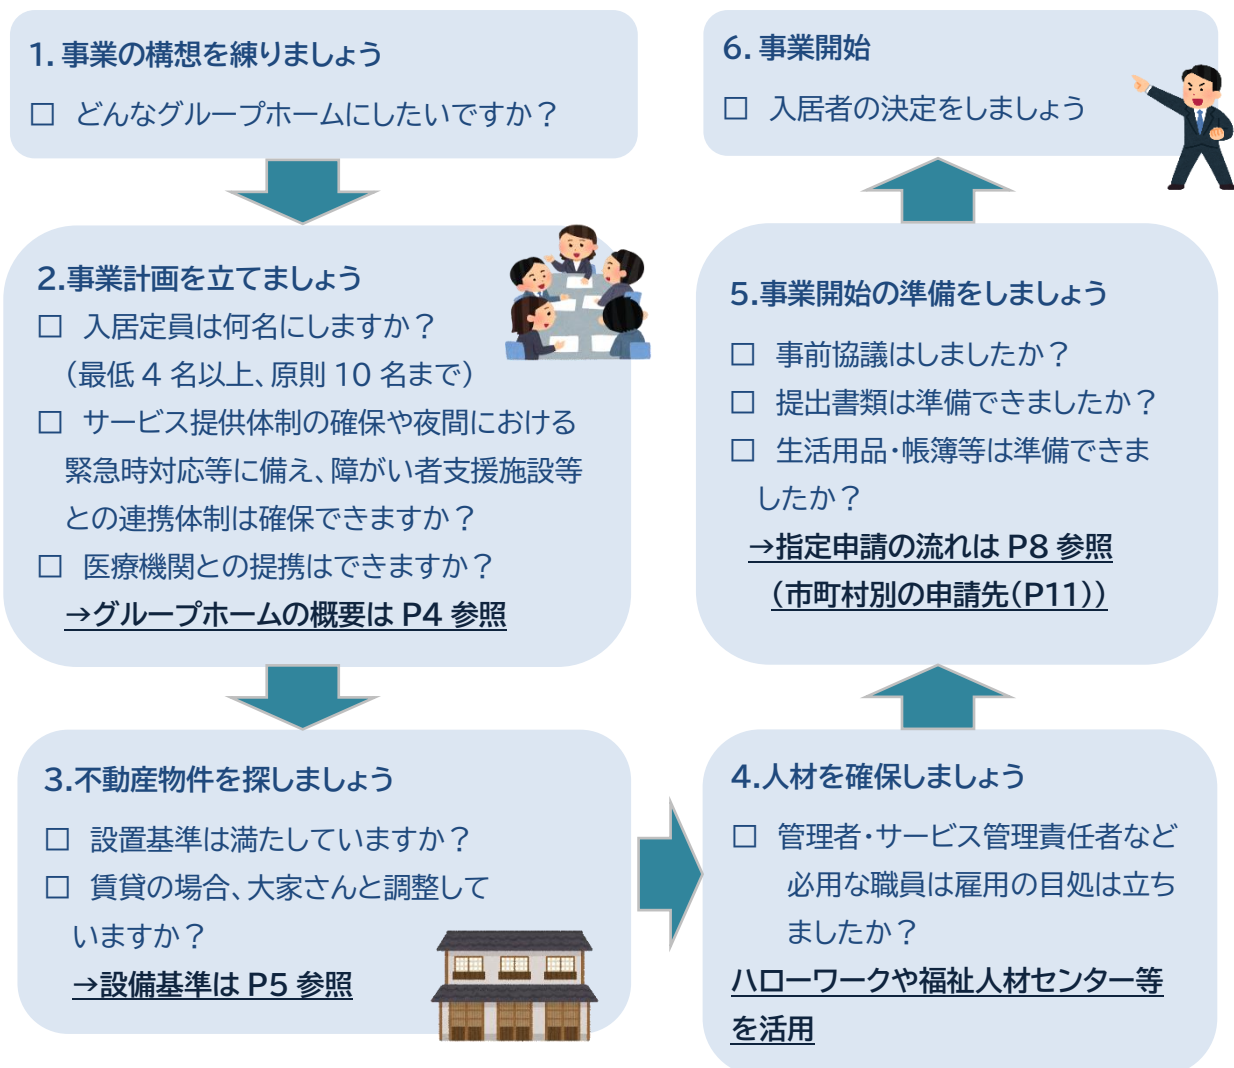 1. 事業の構想を練りましょう
□ どんなグループホームにしたいですか？
2.事業計画を立てましょう
□ 入居定員は何名にしますか？
（最低 4 名以上、原則 10 名まで）
□ サービス提供体制の確保や夜間における
緊急時対応等に備え、障がい者支援施設等
との連携体制は確保できますか？
□ 医療機関との提携はできますか？
→グループホームの概要は P4 参照
3.不動産物件を探しましょう
□ 設置基準は満たしていますか？
□ 賃貸の場合、大家さんと調整して
いますか？
→設備基準は P5 参照
4.人材を確保しましょう
□ 管理者・サービス管理責任者など
必用な職員は雇用の目処は立ち
ましたか？
ハローワークや福祉人材センター等
を活用
5.事業開始の準備をしましょう
□ 事前協議はしましたか？
□ 提出書類は準備できましたか？
□ 生活用品・帳簿等は準備できま
したか？
→指定申請の流れは P8 参照
（市町村別の申請先（P11））
6. 事業開始
□ 入居者の決定をしましょう